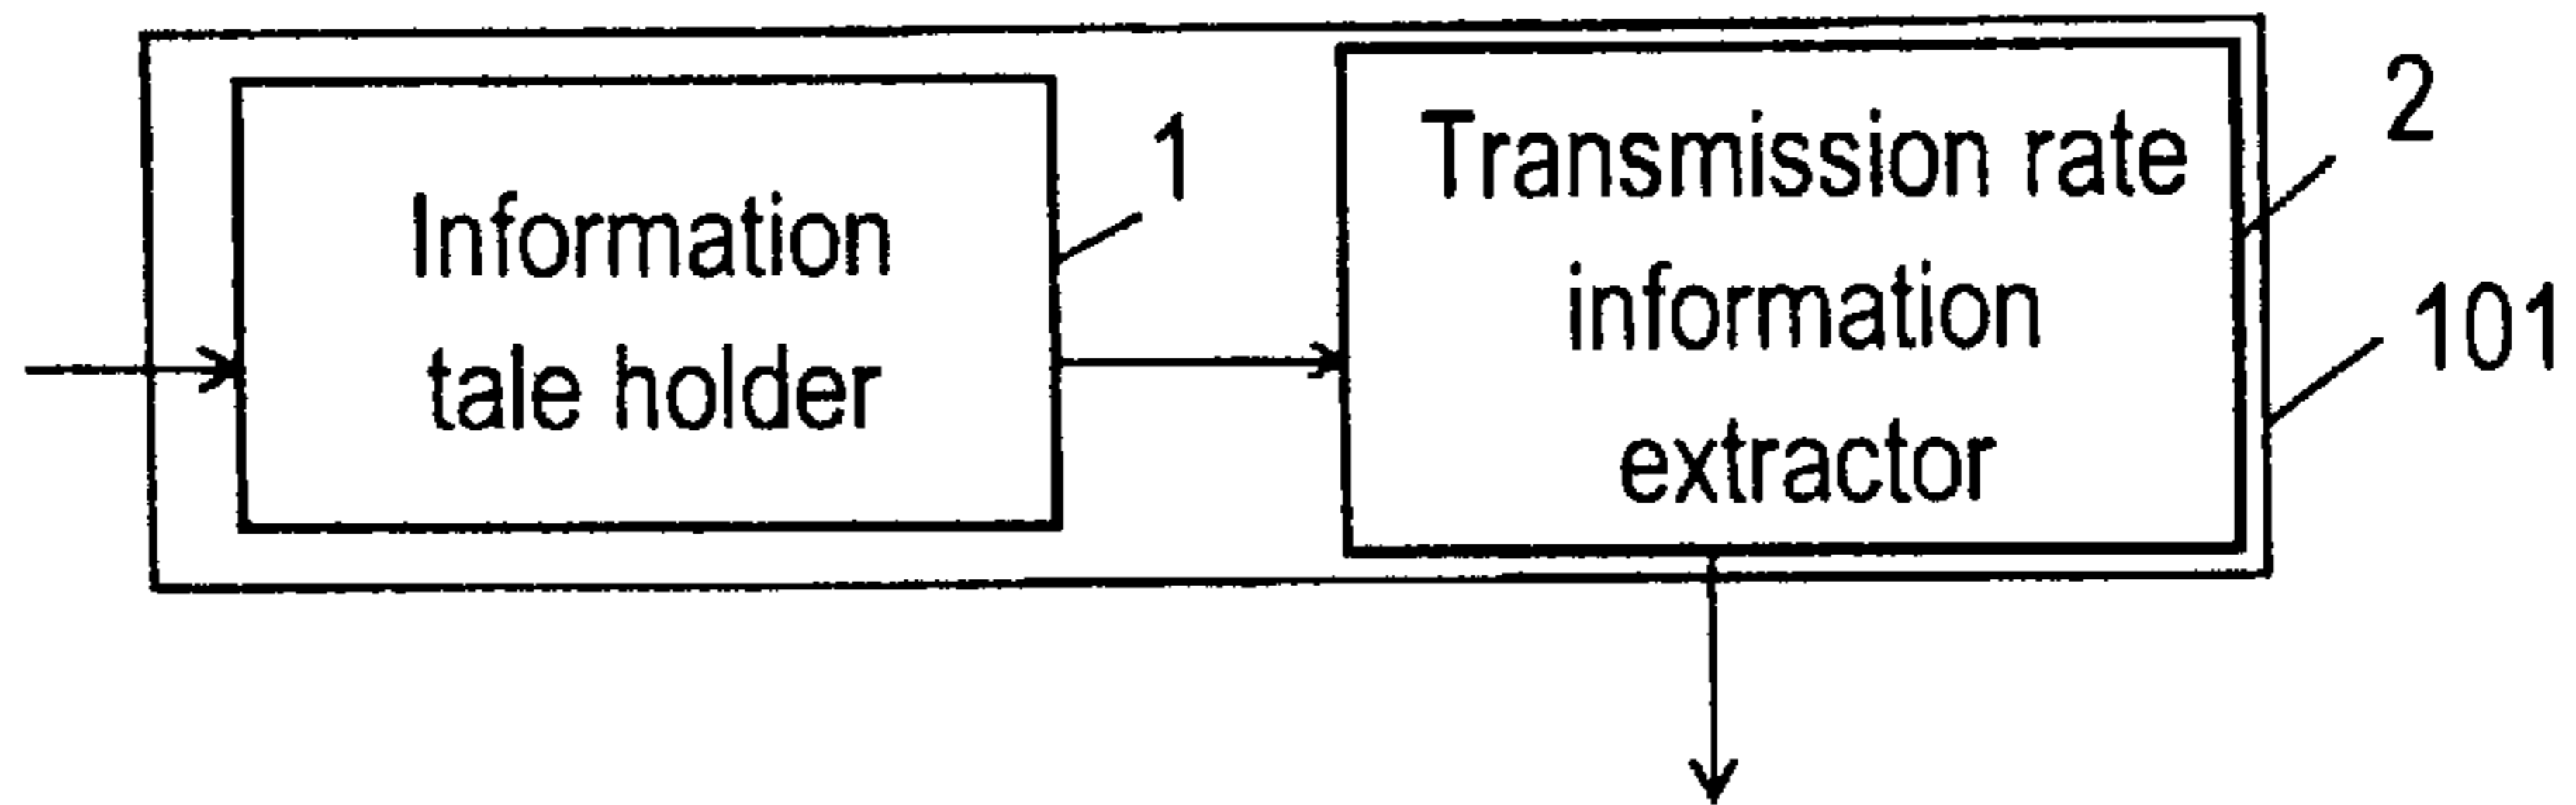 Information
tale holder
1
Transmission rate
information
extractor
2
101